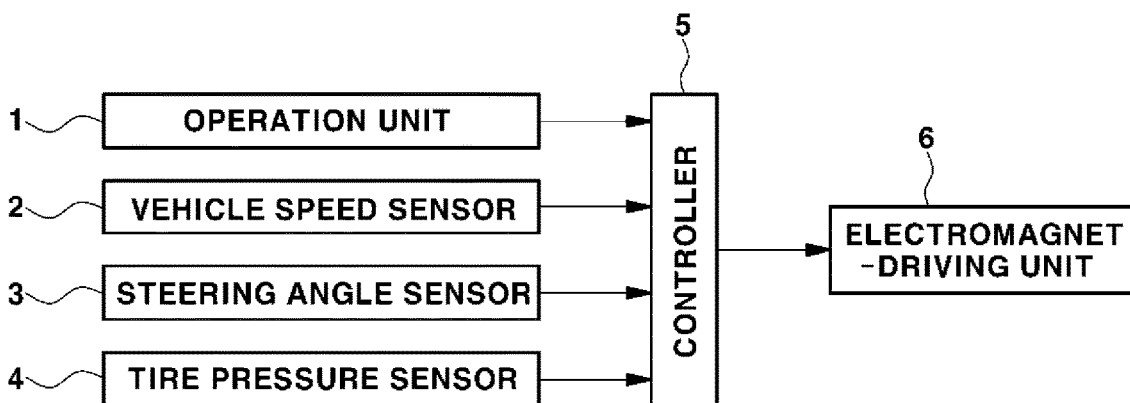 5
1
OPERATION UNIT
2
VEHICLE SPEED SENSOR
3
STEERING ANGLE SENSOR
4
TIRE PRESSURE SENSOR
CONTROLLER
6
ELECTROMAGNET
-DRIVING UNIT